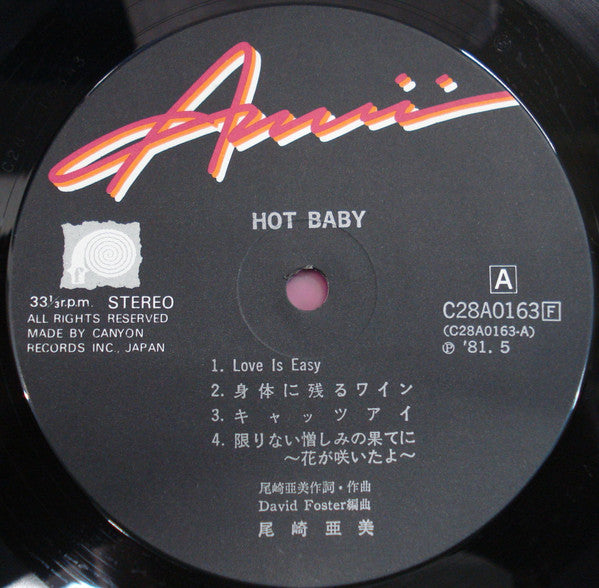 Amii
HOT BABY
f
33⅓r.p.m. STEREO
ALL RIGHTS RESERVED
MADE BY CANYON
RECORDS INC., JAPAN
A
C28A0163 F
(C28A0163-A)
℗ '81. 5
1. Love Is Easy
2. 身体に残るワイン
3. キャッツアイ
4. 限りない憎しみの果てに
〜花が咲いたよ〜
尾崎亜美作詞・作曲
David Foster編曲
尾崎亜美